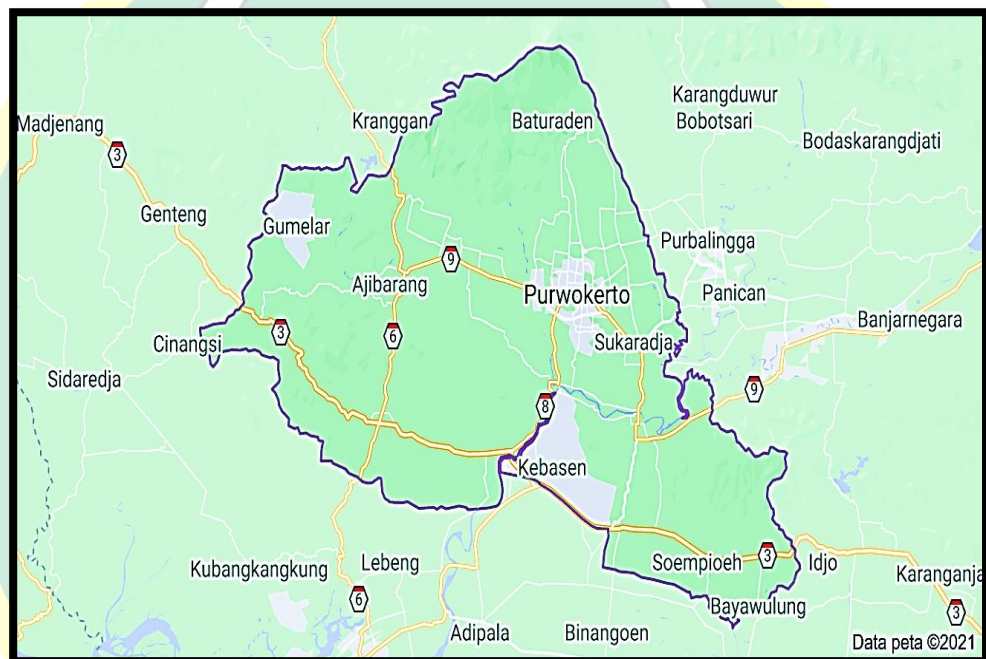 Karangduwur
Bobotsari
Madjenang
Kranggan
Baturaden
Bodaskarangdjati
3
Genteng
Gumelar
Purbalingga
9
Ajibarang
Purwokerto
Panican
Banjarnegara
3
6
Cinangsi
Sukaradja
Sidaredja
9
8
Kebasen
Kubangkangkung
Lebeng
Soempioeh
3
Idjo
Karanganja
6
Bayawulung
3
Adipala
Binangoen
Data peta ©2021